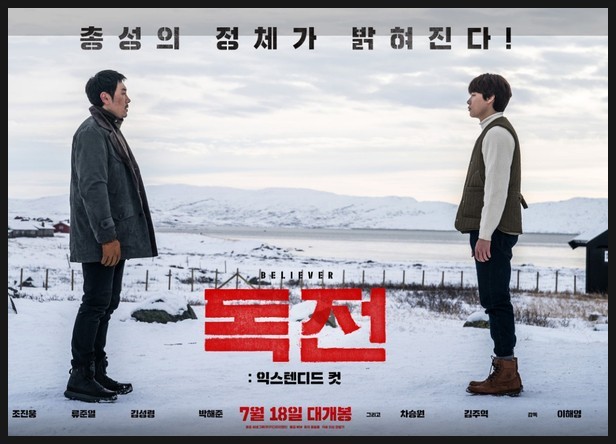 총성의 정체가 밝혀진다!
BELIEVER
독전
: 익스텐디드 컷
조진웅 류준열 김성령 박해준 7월 18일 대개봉 그리고 차승원 김주혁 감독 이해영